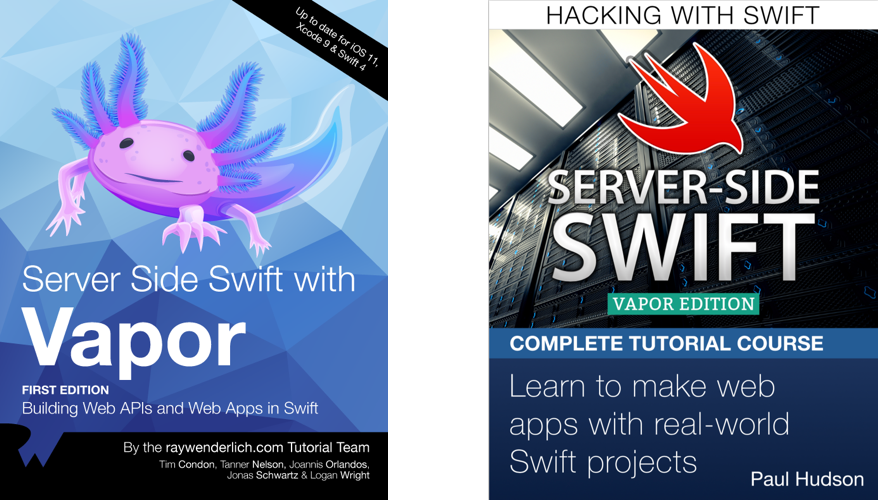 Up to date for iOS 11,
Xcode 9 & Swift 4
Server Side Swift with
Vapor
FIRST EDITION
Building Web APIs and Web Apps in Swift
By the raywenderlich.com Tutorial Team
Tim Condon, Tanner Nelson, Joannis Orlandos,
Jonas Schwartz & Logan Wright
HACKING WITH SWIFT
SERVER-SIDE
SWIFT
VAPOR EDITION
COMPLETE TUTORIAL COURSE
Learn to make web
apps with real-world
Swift projects
Paul Hudson